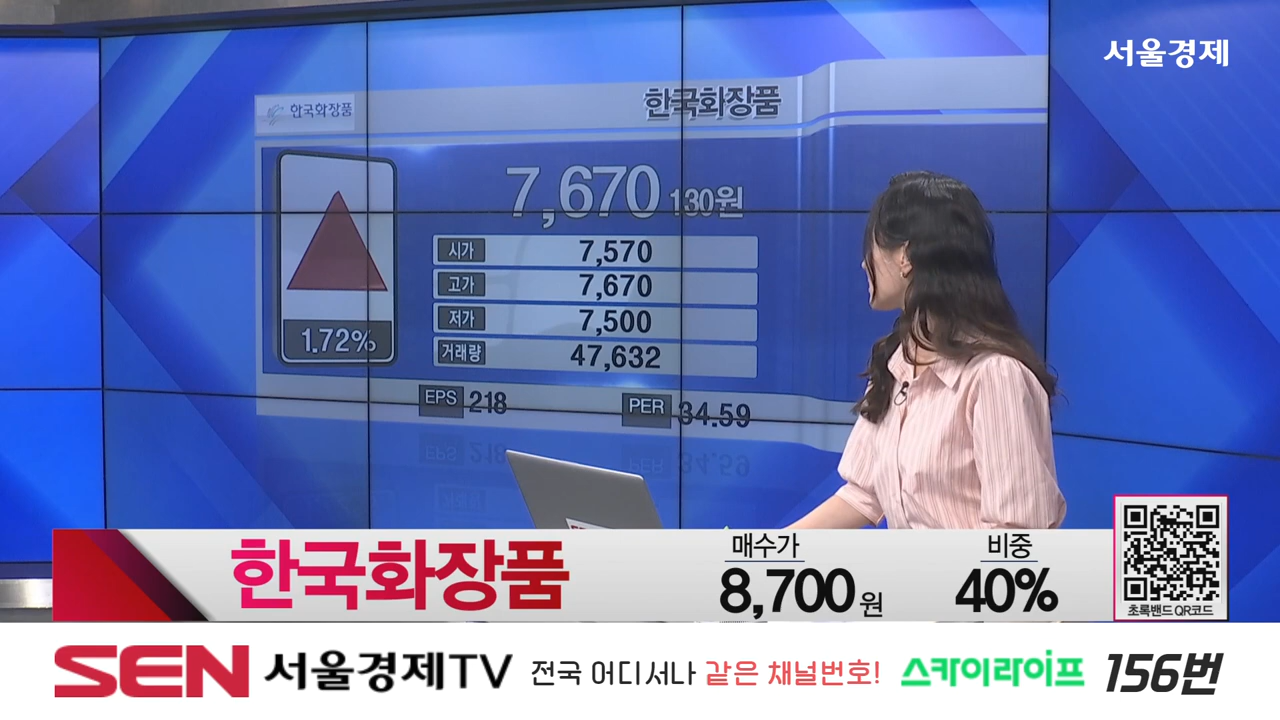 서울경제
한국화장품
한국화장품
7,670 130원
1.72%
시가 7,570
고가 7,670
저가 7,500
거래량 47,632
EPS 218
PER 34.59
한국화장품
매수가
8,700원
비중
40%
초록밴드 QR코드
SEN 서울경제TV 전국 어디서나 같은 채널번호! 스카이라이프 156번